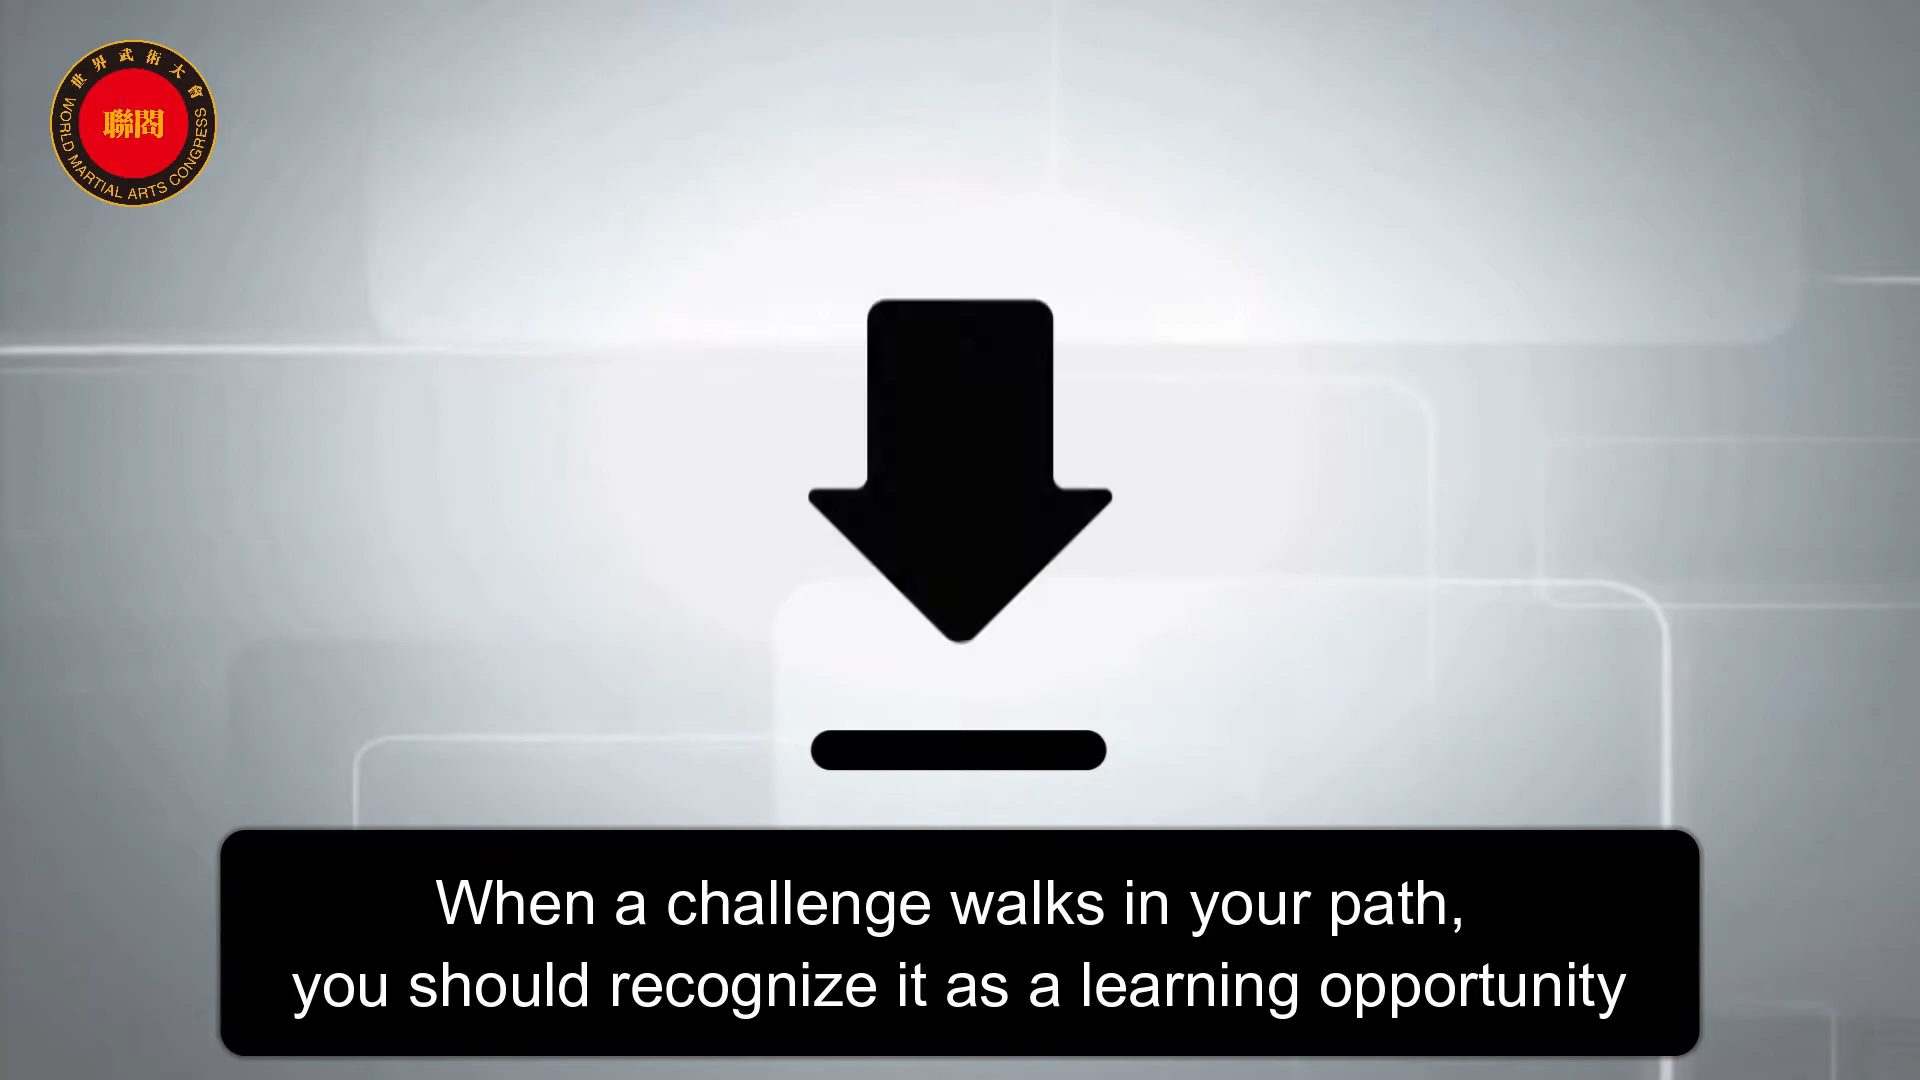 世界武術大會
聯閤
WORLD MARTIAL ARTS CONGRESS
When a challenge walks in your path,
you should recognize it as a learning opportunity